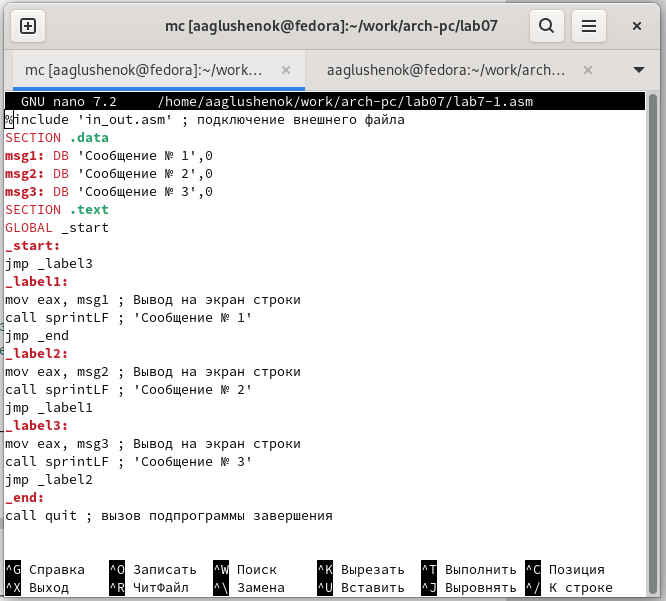 mc [aaglushenok@fedora]:~/work/arch-pc/lab07
mc [aaglushenok@fedora]:~/work...
aaglushenok@fedora:~/work/arch...
GNU nano 7.2 /home/aaglushenok/work/arch-pc/lab07/lab7-1.asm
%include 'in_out.asm' ; подключение внешнего файла
SECTION .data
msg1: DB 'Сообщение № 1',0
msg2: DB 'Сообщение № 2',0
msg3: DB 'Сообщение № 3',0
SECTION .text
GLOBAL _start
_start:
jmp _label3
_label1:
mov eax, msg1 ; Вывод на экран строки
call sprintLF ; 'Сообщение № 1'
jmp _end
_label2:
mov eax, msg2 ; Вывод на экран строки
call sprintLF ; 'Сообщение № 2'
jmp _label1
_label3:
mov eax, msg3 ; Вывод на экран строки
call sprintLF ; 'Сообщение № 3'
jmp _label2
_end:
call quit ; вызов подпрограммы завершения
^G Справка ^O Записать ^W Поиск ^K Вырезать ^T Выполнить ^C Позиция
^X Выход ^R ЧитФайл ^\ Замена ^U Вставить ^J Выровнять ^/ К строке